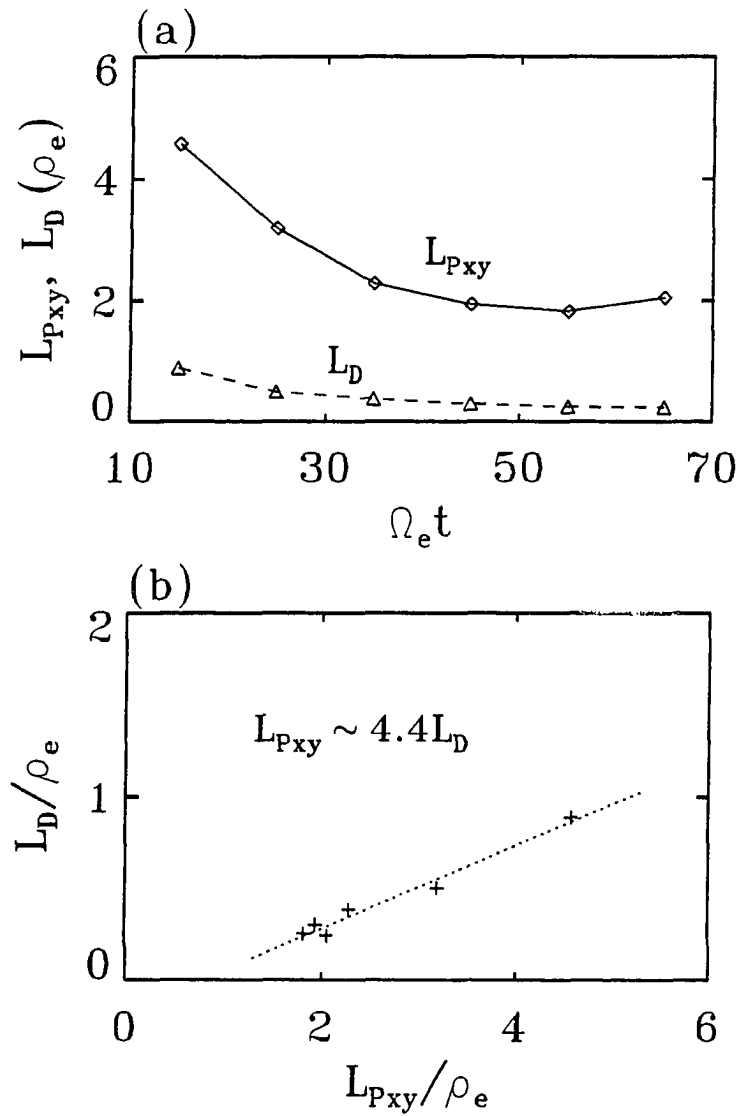 (a)
6
4
2
0
L_Pxy, L_D (ρ_e)
L_Pxy
L_D
10 30 50 70
Ω_e t
(b)
2
1
0
L_D/ρ_e
L_Pxy ~ 4.4L_D
0 2 4 6
L_Pxy/ρ_e